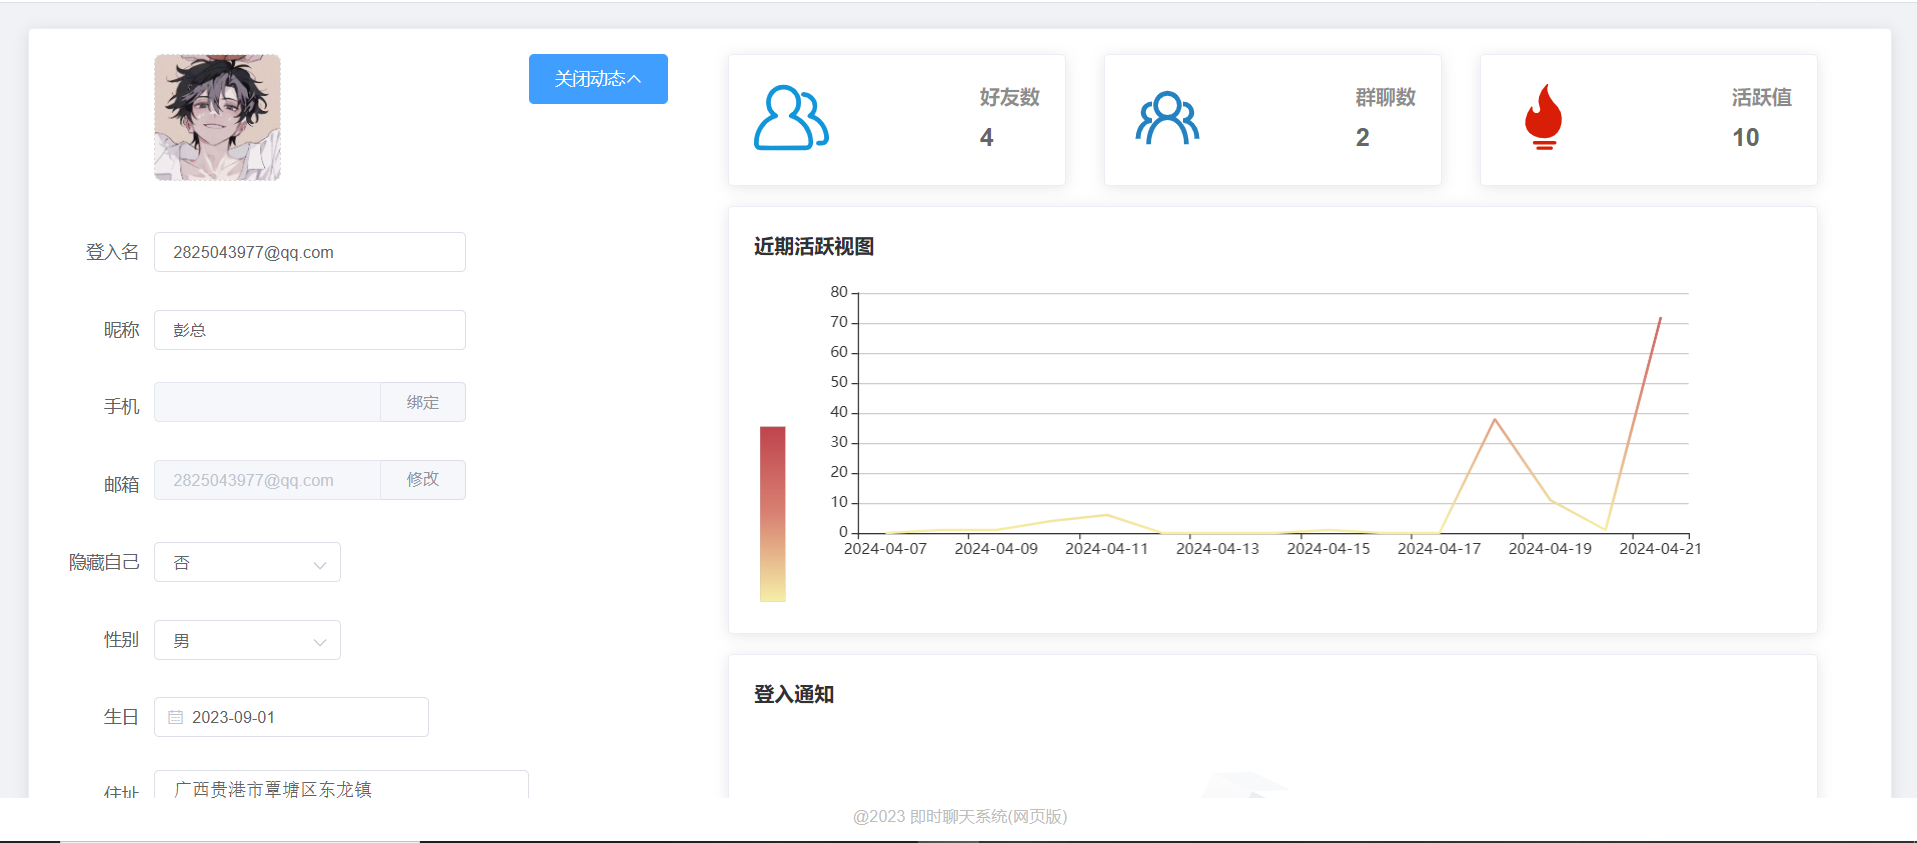 关闭动态
好友数
4
群聊数
2
活跃值
10
登入名
2825043977@qq.com
昵称
彭总
手机
绑定
邮箱
2825043977@qq.com
修改
隐藏自己
否
性别
男
生日
2023-09-01
住址
广西贵港市覃塘区东龙镇
近期活跃视图
80
70
60
50
40
30
20
10
0
2024-04-07
2024-04-09
2024-04-11
2024-04-13
2024-04-15
2024-04-17
2024-04-19
2024-04-21
登入通知
@2023 即时聊天系统(网页版)